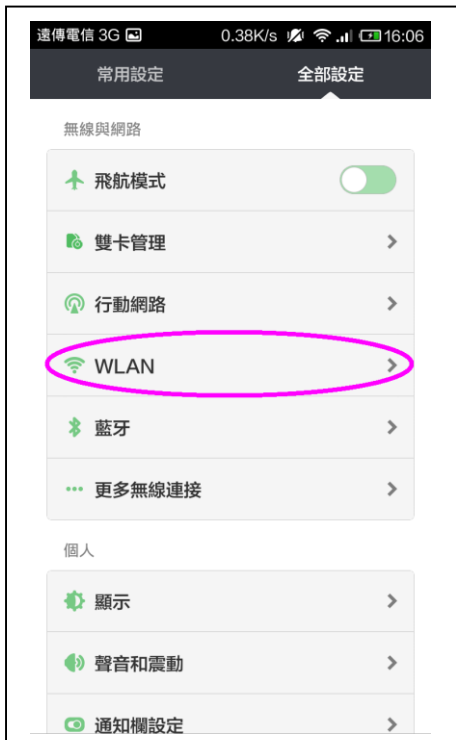 遠傳電信 3G 0.38K/s 16:06
常用設定 全部設定
無線與網路
飛航模式
雙卡管理
行動網路
WLAN
藍牙
更多無線連接
個人
顯示
聲音和震動
通知欄設定